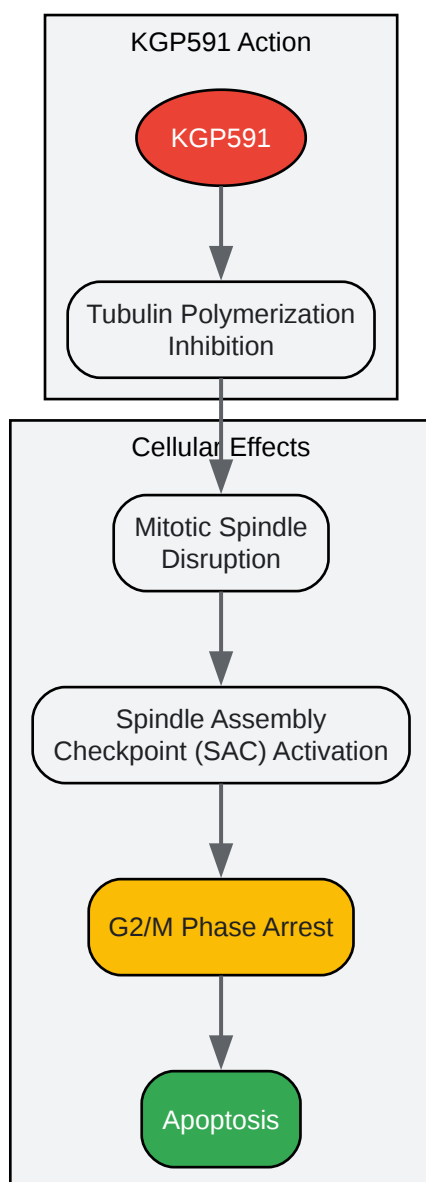 KGP591 Action
KGP591
Tubulin Polymerization
Inhibition
Cellular Effects
Mitotic Spindle
Disruption
Spindle Assembly
Checkpoint (SAC) Activation
G2/M Phase Arrest
Apoptosis